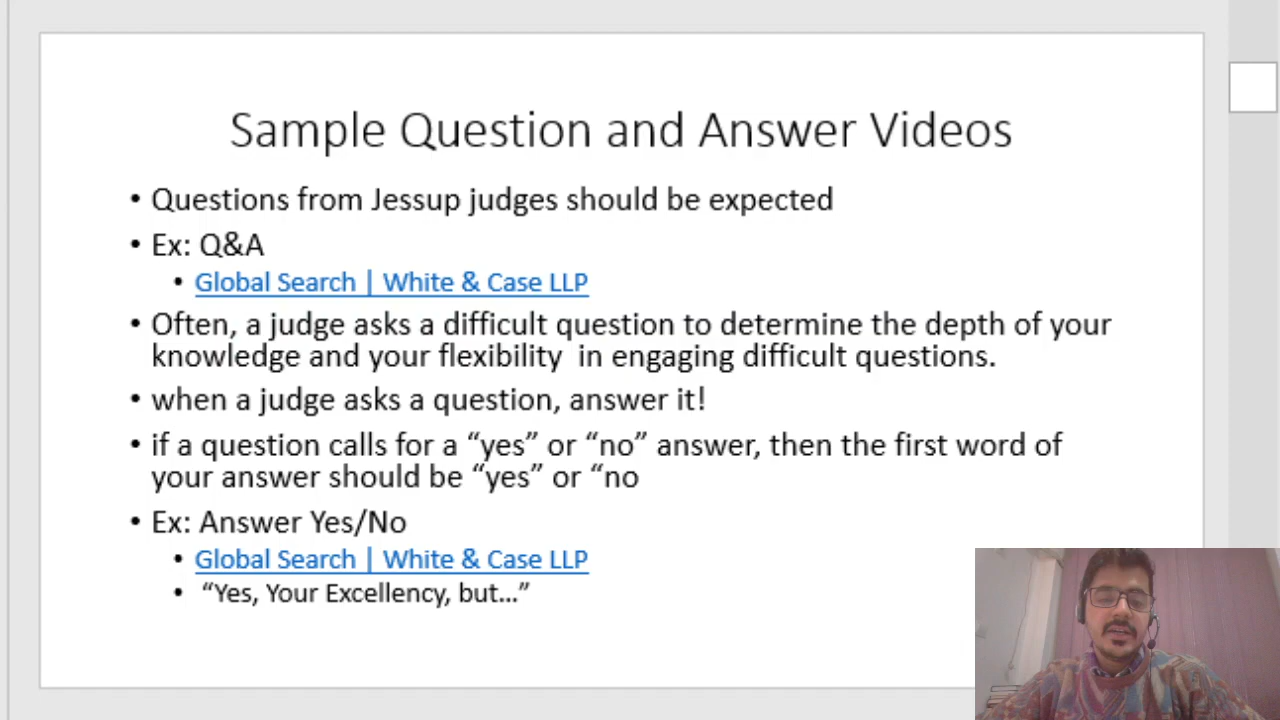 Sample Question and Answer Videos
• Questions from Jessup judges should be expected
• Ex: Q&A
• Global Search | White & Case LLP
• Often, a judge asks a difficult question to determine the depth of your
knowledge and your flexibility  in engaging difficult questions.
• when a judge asks a question, answer it!
• if a question calls for a “yes” or “no” answer, then the first word of
your answer should be “yes” or “no
• Ex: Answer Yes/No
• Global Search | White & Case LLP
• “Yes, Your Excellency, but…”